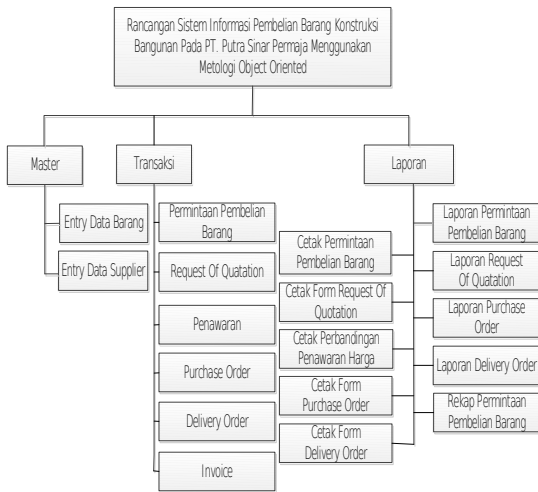 Rancangan Sistem Informasi Pembelian Barang Konstruksi
Bangunan Pada PT. Putra Sinar Permaja Menggunakan
Metologi Object Oriented
Master
Transaksi
Laporan
Entry Data Barang
Entry Data Supplier
Permintaan Pembelian
Barang
Request Of Quatation
Penawaran
Purchase Order
Delivery Order
Invoice
Cetak Permintaan
Pembelian Barang
Cetak Form Request Of
Quotation
Cetak Perbandingan
Penawaran Harga
Cetak Form
Purchase Order
Cetak Form
Delivery Order
Laporan Permintaan
Pembelian Barang
Laporan Request
Of Quatation
Laporan Purchase
Order
Laporan Delivery Order
Rekap Permintaan
Pembelian Barang